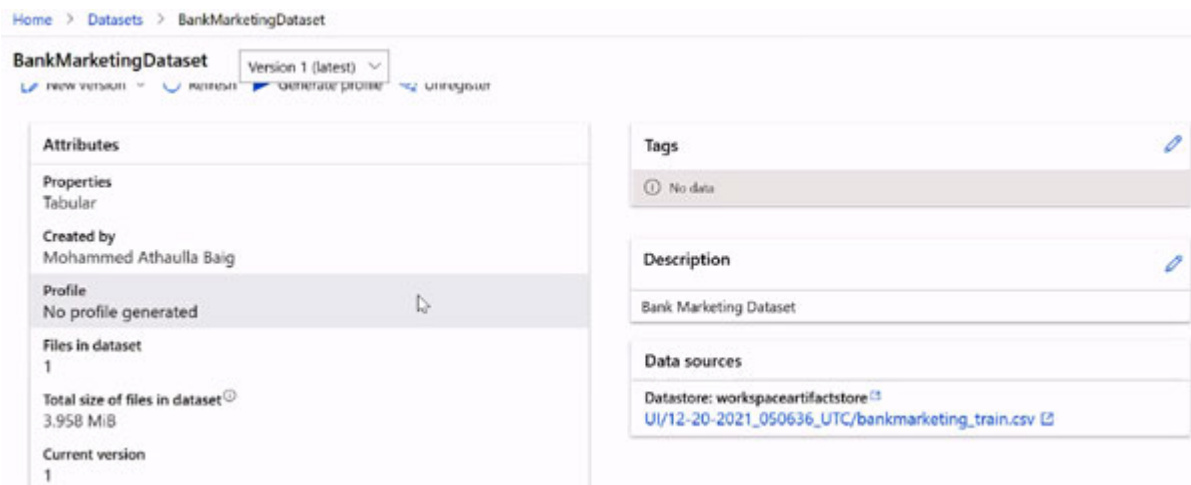 Home > Datasets > BankMarketingDataset
BankMarketingDataset
Version 1 (latest)
New version Refresh Generate profile Unregister
Attributes
Properties
Tabular
Created by
Mohammed Athaulla Baig
Profile
No profile generated
Files in dataset
1
Total size of files in dataset
3.958 MiB
Current version
1
Tags
No data
Description
Bank Marketing Dataset
Data sources
Datastore: workspaceartifactstore
UI/12-20-2021_050636_UTC/bankmarketing_train.csv